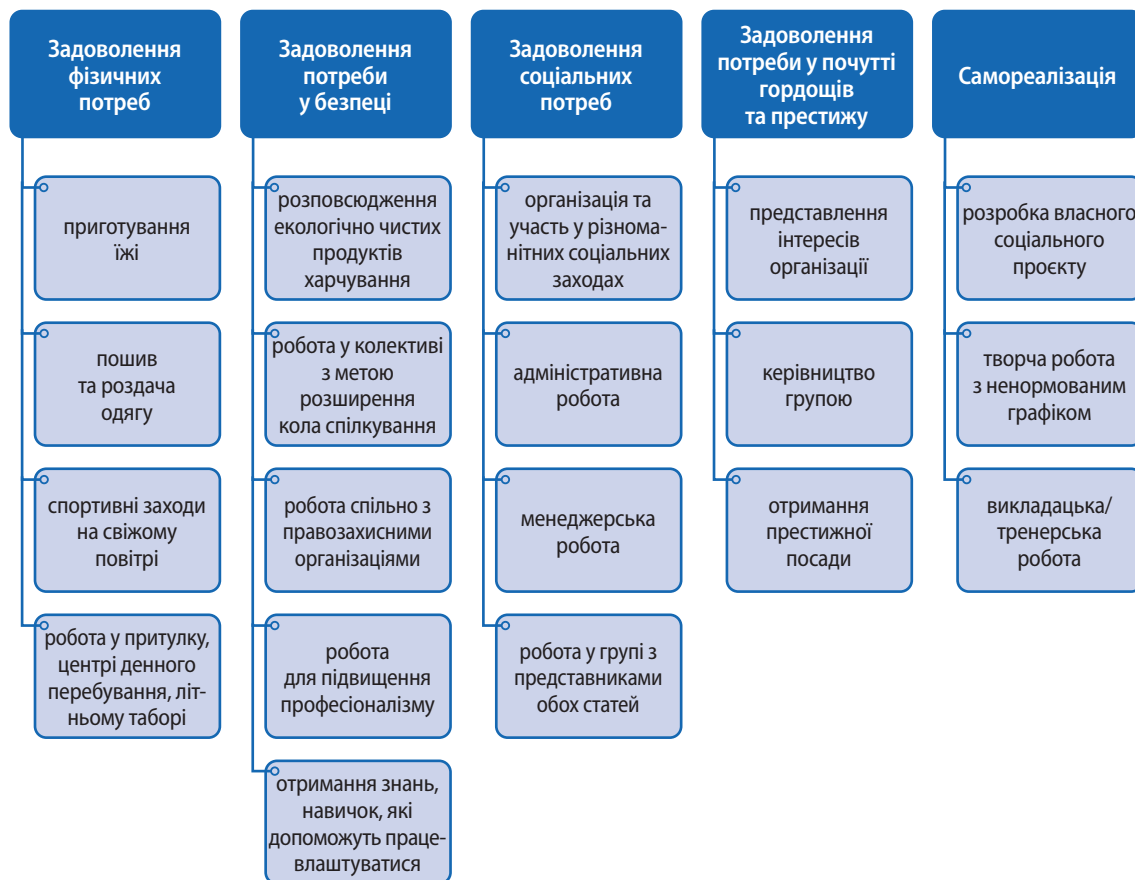 Задоволення
фізичних
потреб
приготування
їжі
пошив
та роздача
одягу
спортивні заходи
на свіжому
повітрі
робота у притулку,
центрі денного
перебування, літ-
ньому таборі
Задоволення
потреби
у безпеці
розповсюдження
екологічно чистих
продуктів
харчування
робота у колективі
з метою
розширення
кола спілкування
робота спільно з
правозахисними
організаціями
робота
для підвищення
професіоналізму
отримання знань,
навичок, які
допоможуть праце-
влаштуватися
Задоволення
соціальних
потреб
організація та
участь у різнома-
нітних соціальних
заходах
адміністративна
робота
менеджерська
робота
робота у групі з
представниками
обох статей
Задоволення
потреби у почутті
гордощів
та престижу
представлення
інтересів
організації
керівництво
групою
отримання
престижної
посади
Самореалізація
розробка власного
соціального
проєкту
творча робота
з ненормованим
графіком
викладацька/
тренерська
робота